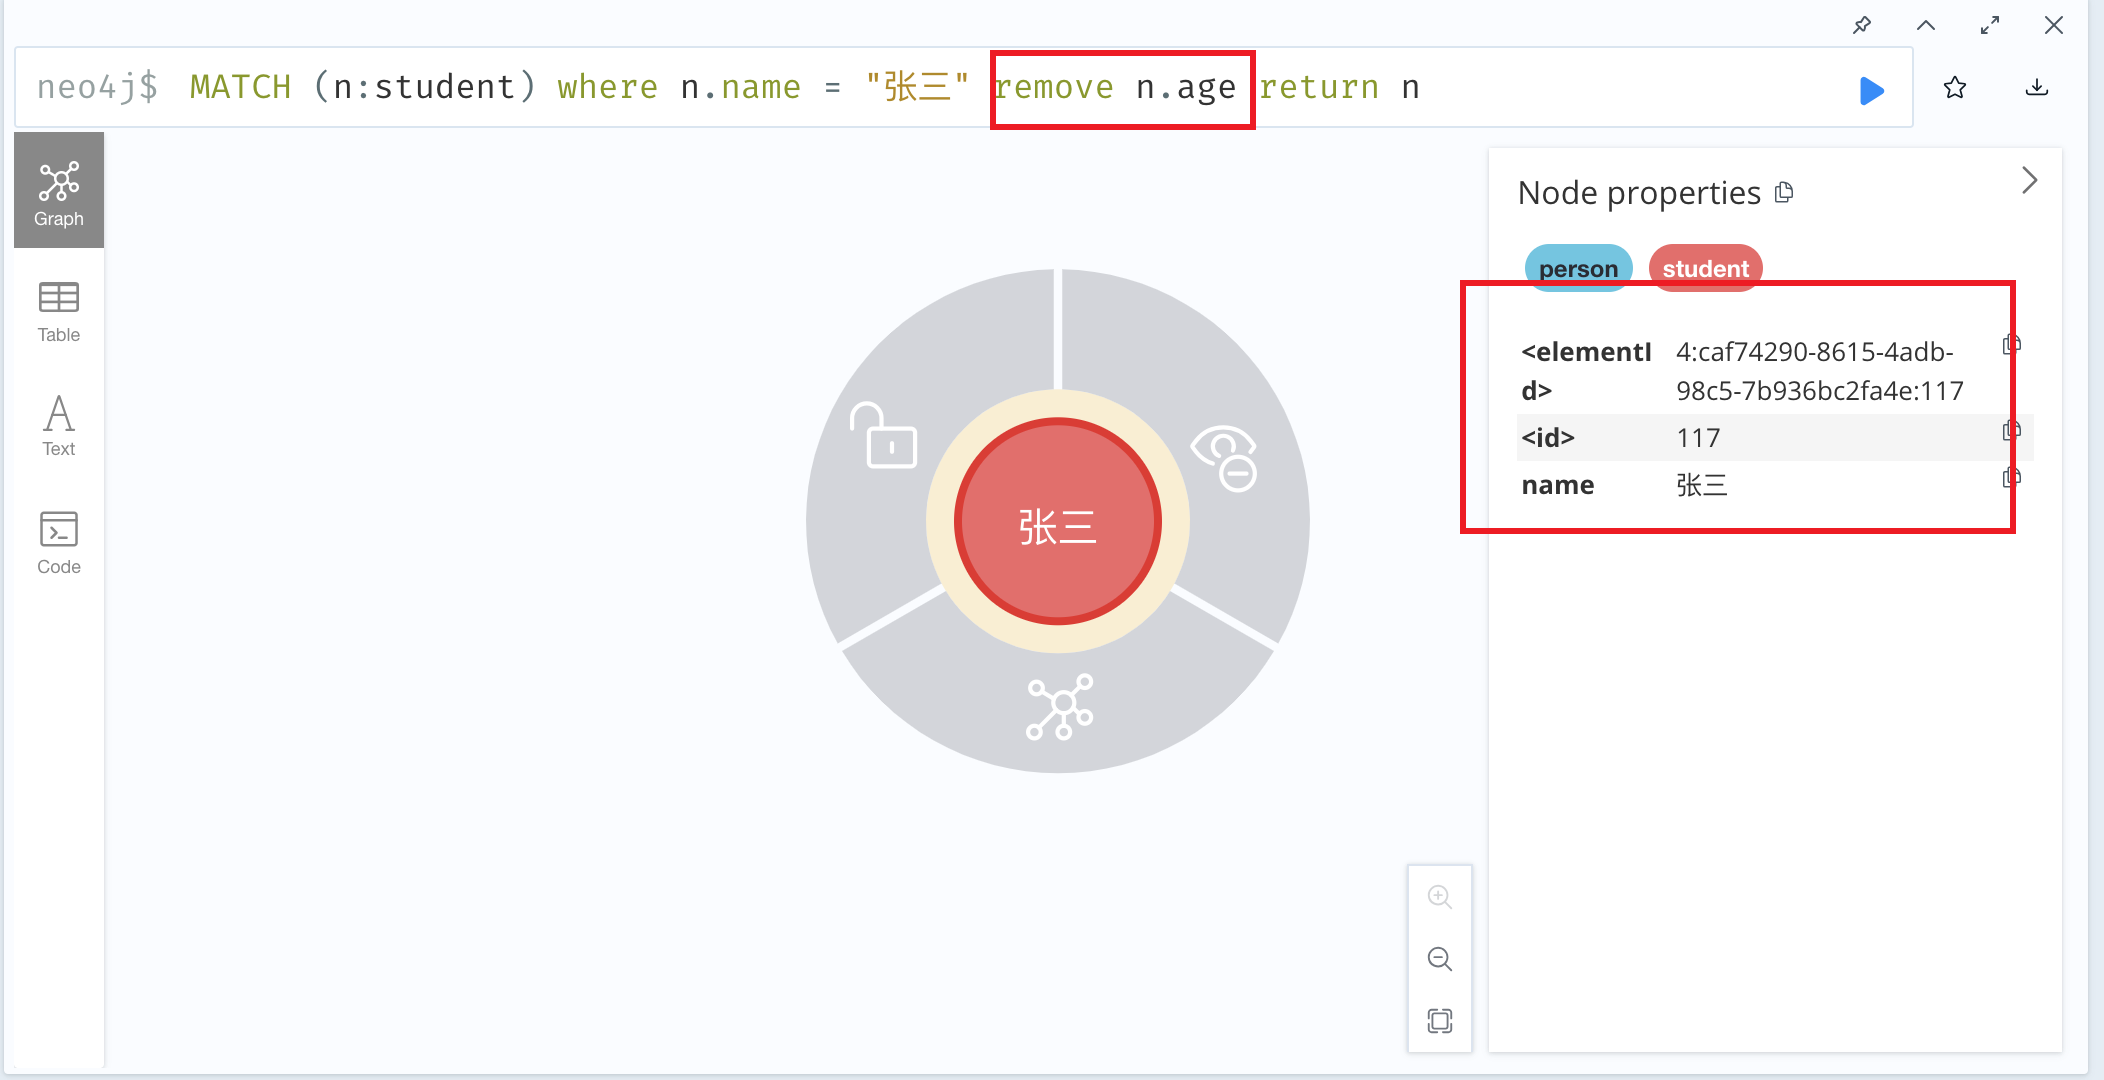 neo4j$ MATCH (n:student) where n.name = "张三" remove n.age return n
Graph
Table
Text
Code
张三
Node properties
person student
<elementI 4:caf74290-8615-4adb-
d> 98c5-7b936bc2fa4e:117
<id> 117
name 张三